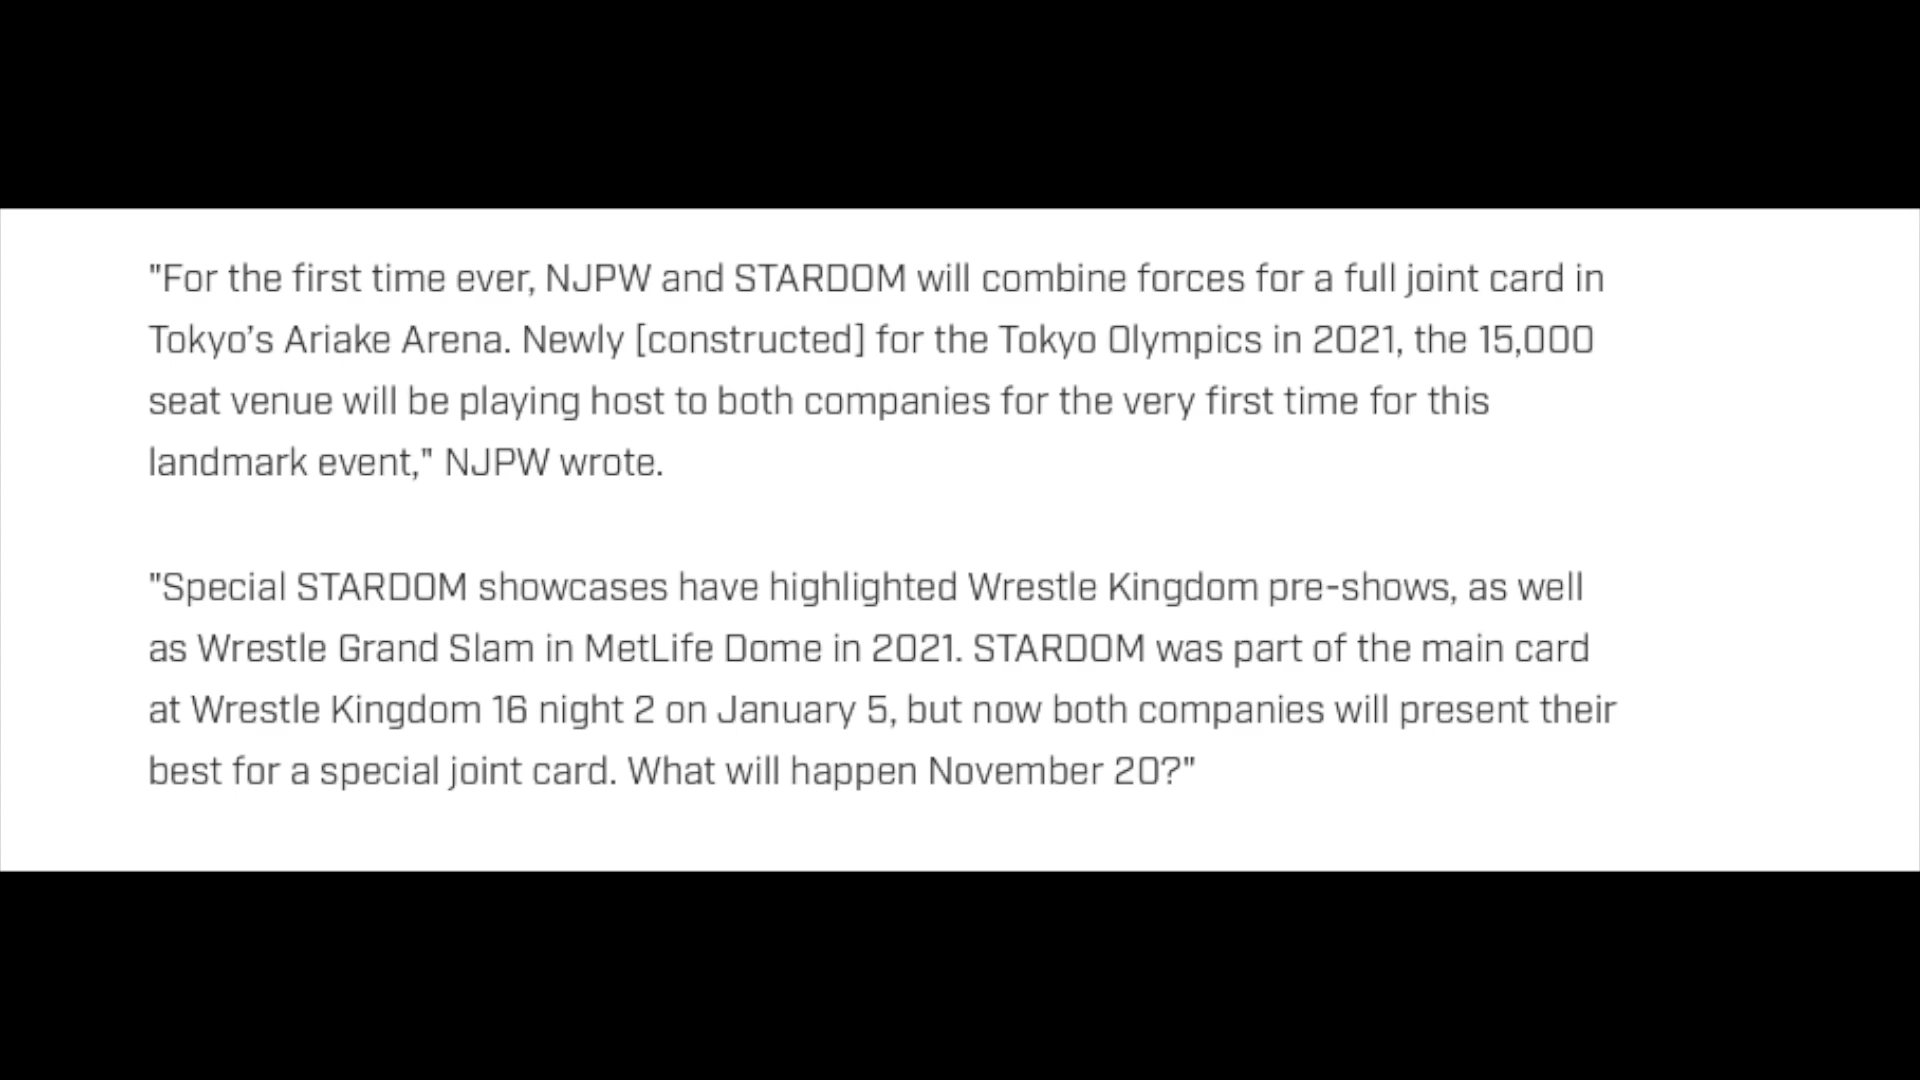 "For the first time ever, NJPW and STARDOM will combine forces for a full joint card in
Tokyo's Ariake Arena. Newly [constructed] for the Tokyo Olympics in 2021, the 15,000
seat venue will be playing host to both companies for the very first time for this
landmark event," NJPW wrote.
"Special STARDOM showcases have highlighted Wrestle Kingdom pre-shows, as well
as Wrestle Grand Slam in MetLife Dome in 2021. STARDOM was part of the main card
at Wrestle Kingdom 16 night 2 on January 5, but now both companies will present their
best for a special joint card. What will happen November 20?"